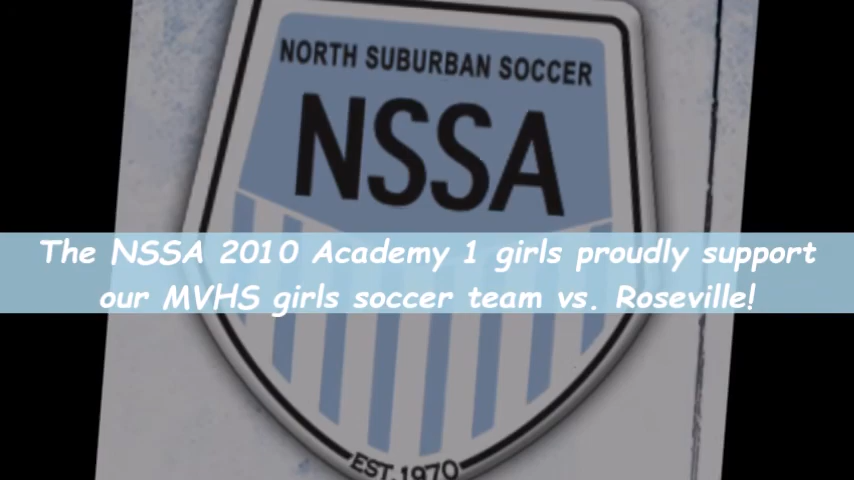 NORTH SUBURBAN SOCCER
NSSA
The NSSA 2010 Academy 1 girls proudly support
our MVHS girls soccer team vs. Roseville!
EST.1970